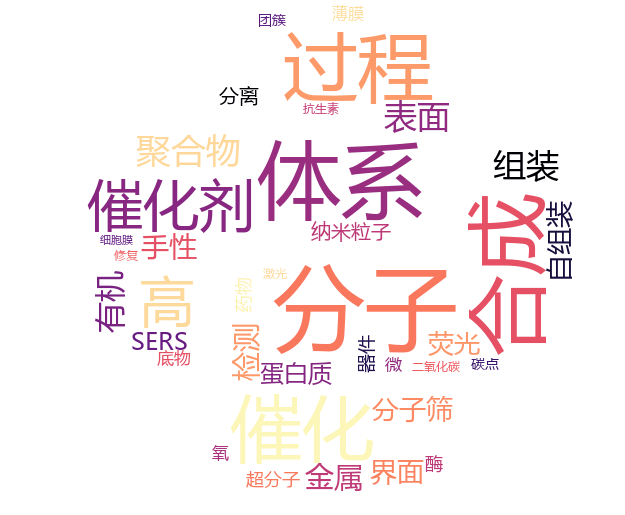 团簇
薄膜
过程
分离
抗生素
表面
聚合物
体系
组装
催化剂
合成
自组装
纳米粒子
细胞膜
手性
修复
分子
激光
高
药物
有机
SERS
底物
检测
器件
荧光
蛋白质
微
二氧化碳
碳点
催化
分子筛
氧
超分子
金属
界面
酶